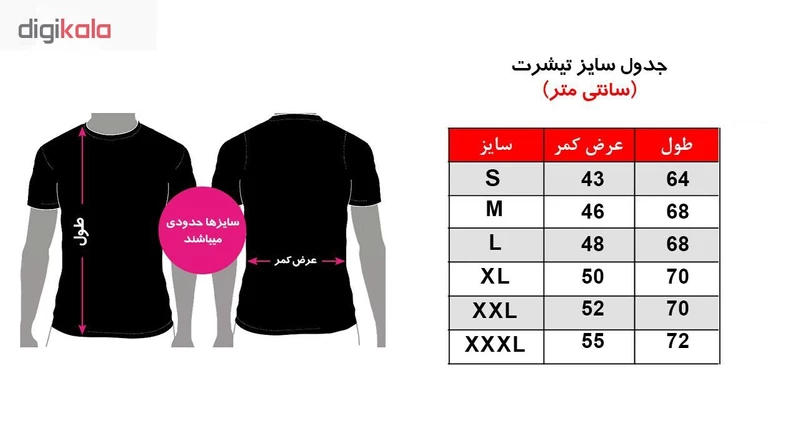 digikala
جدول سایز تیشرت
(سانتی متر)
سایز عرض کمر طول
S 43 64
M 46 68
L 48 68
XL 50 70
XXL 52 70
XXXL 55 72
طول
سایزها حدودی
میباشند
عرض کمر